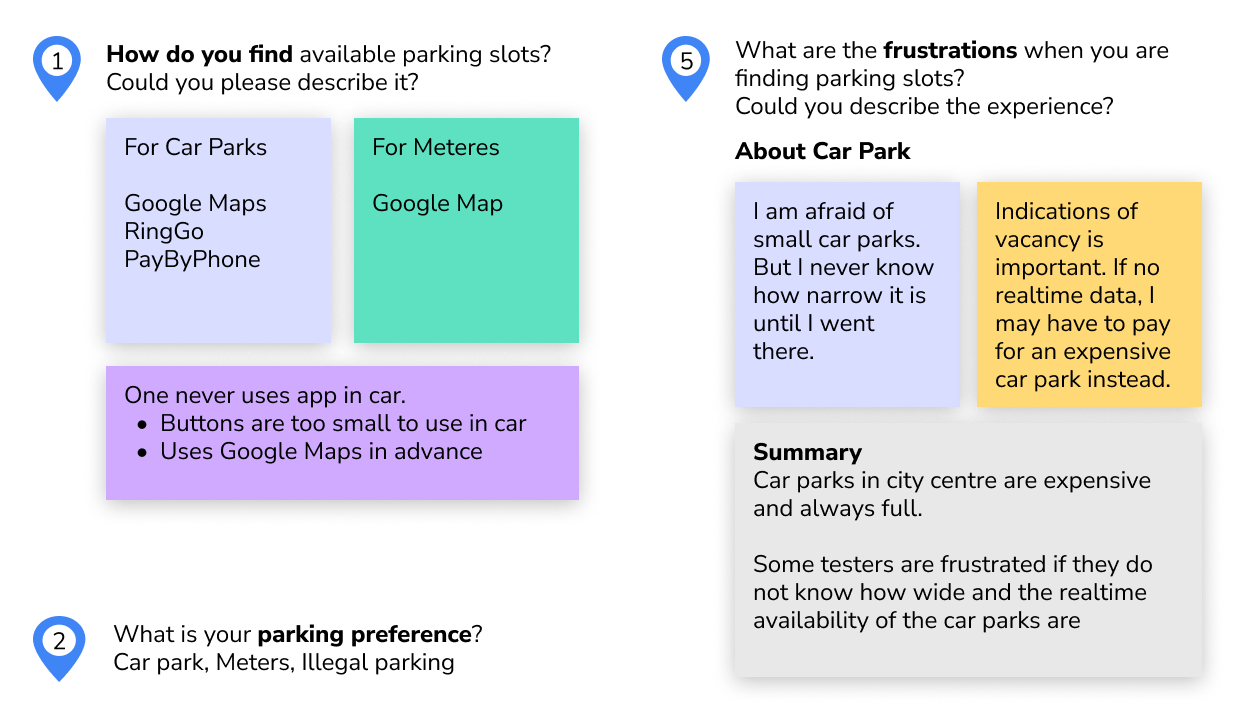 1
How do you find available parking slots?
Could you please describe it?
For Car Parks
Google Maps
RingGo
PayByPhone
For Meteres
Google Map
One never uses app in car.
● Buttons are too small to use in car
● Uses Google Maps in advance
2
What is your parking preference?
Car park, Meters, Illegal parking
5
What are the frustrations when you are
finding parking slots?
Could you describe the experience?
About Car Park
I am afraid of
small car parks.
But I never know
how narrow it is
until I went
there.
Indications of
vacancy is
important. If no
realtime data, I
may have to pay
for an expensive
car park instead.
Summary
Car parks in city centre are expensive
and always full.
Some testers are frustrated if they do
not know how wide and the realtime
availability of the car parks are